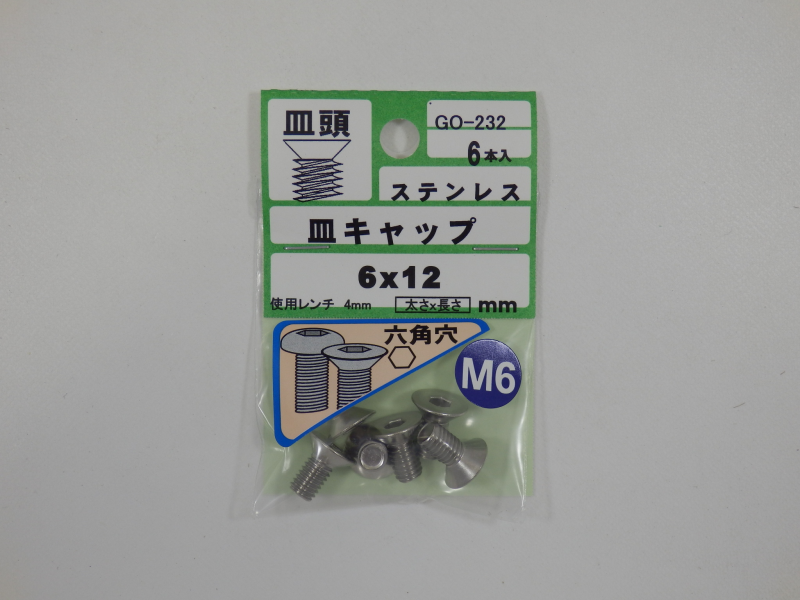 皿頭
GO-232
6本入
ステンレス
皿キャップ
6x12
使用レンチ 4mm 太さx長さ mm
六角穴
M6